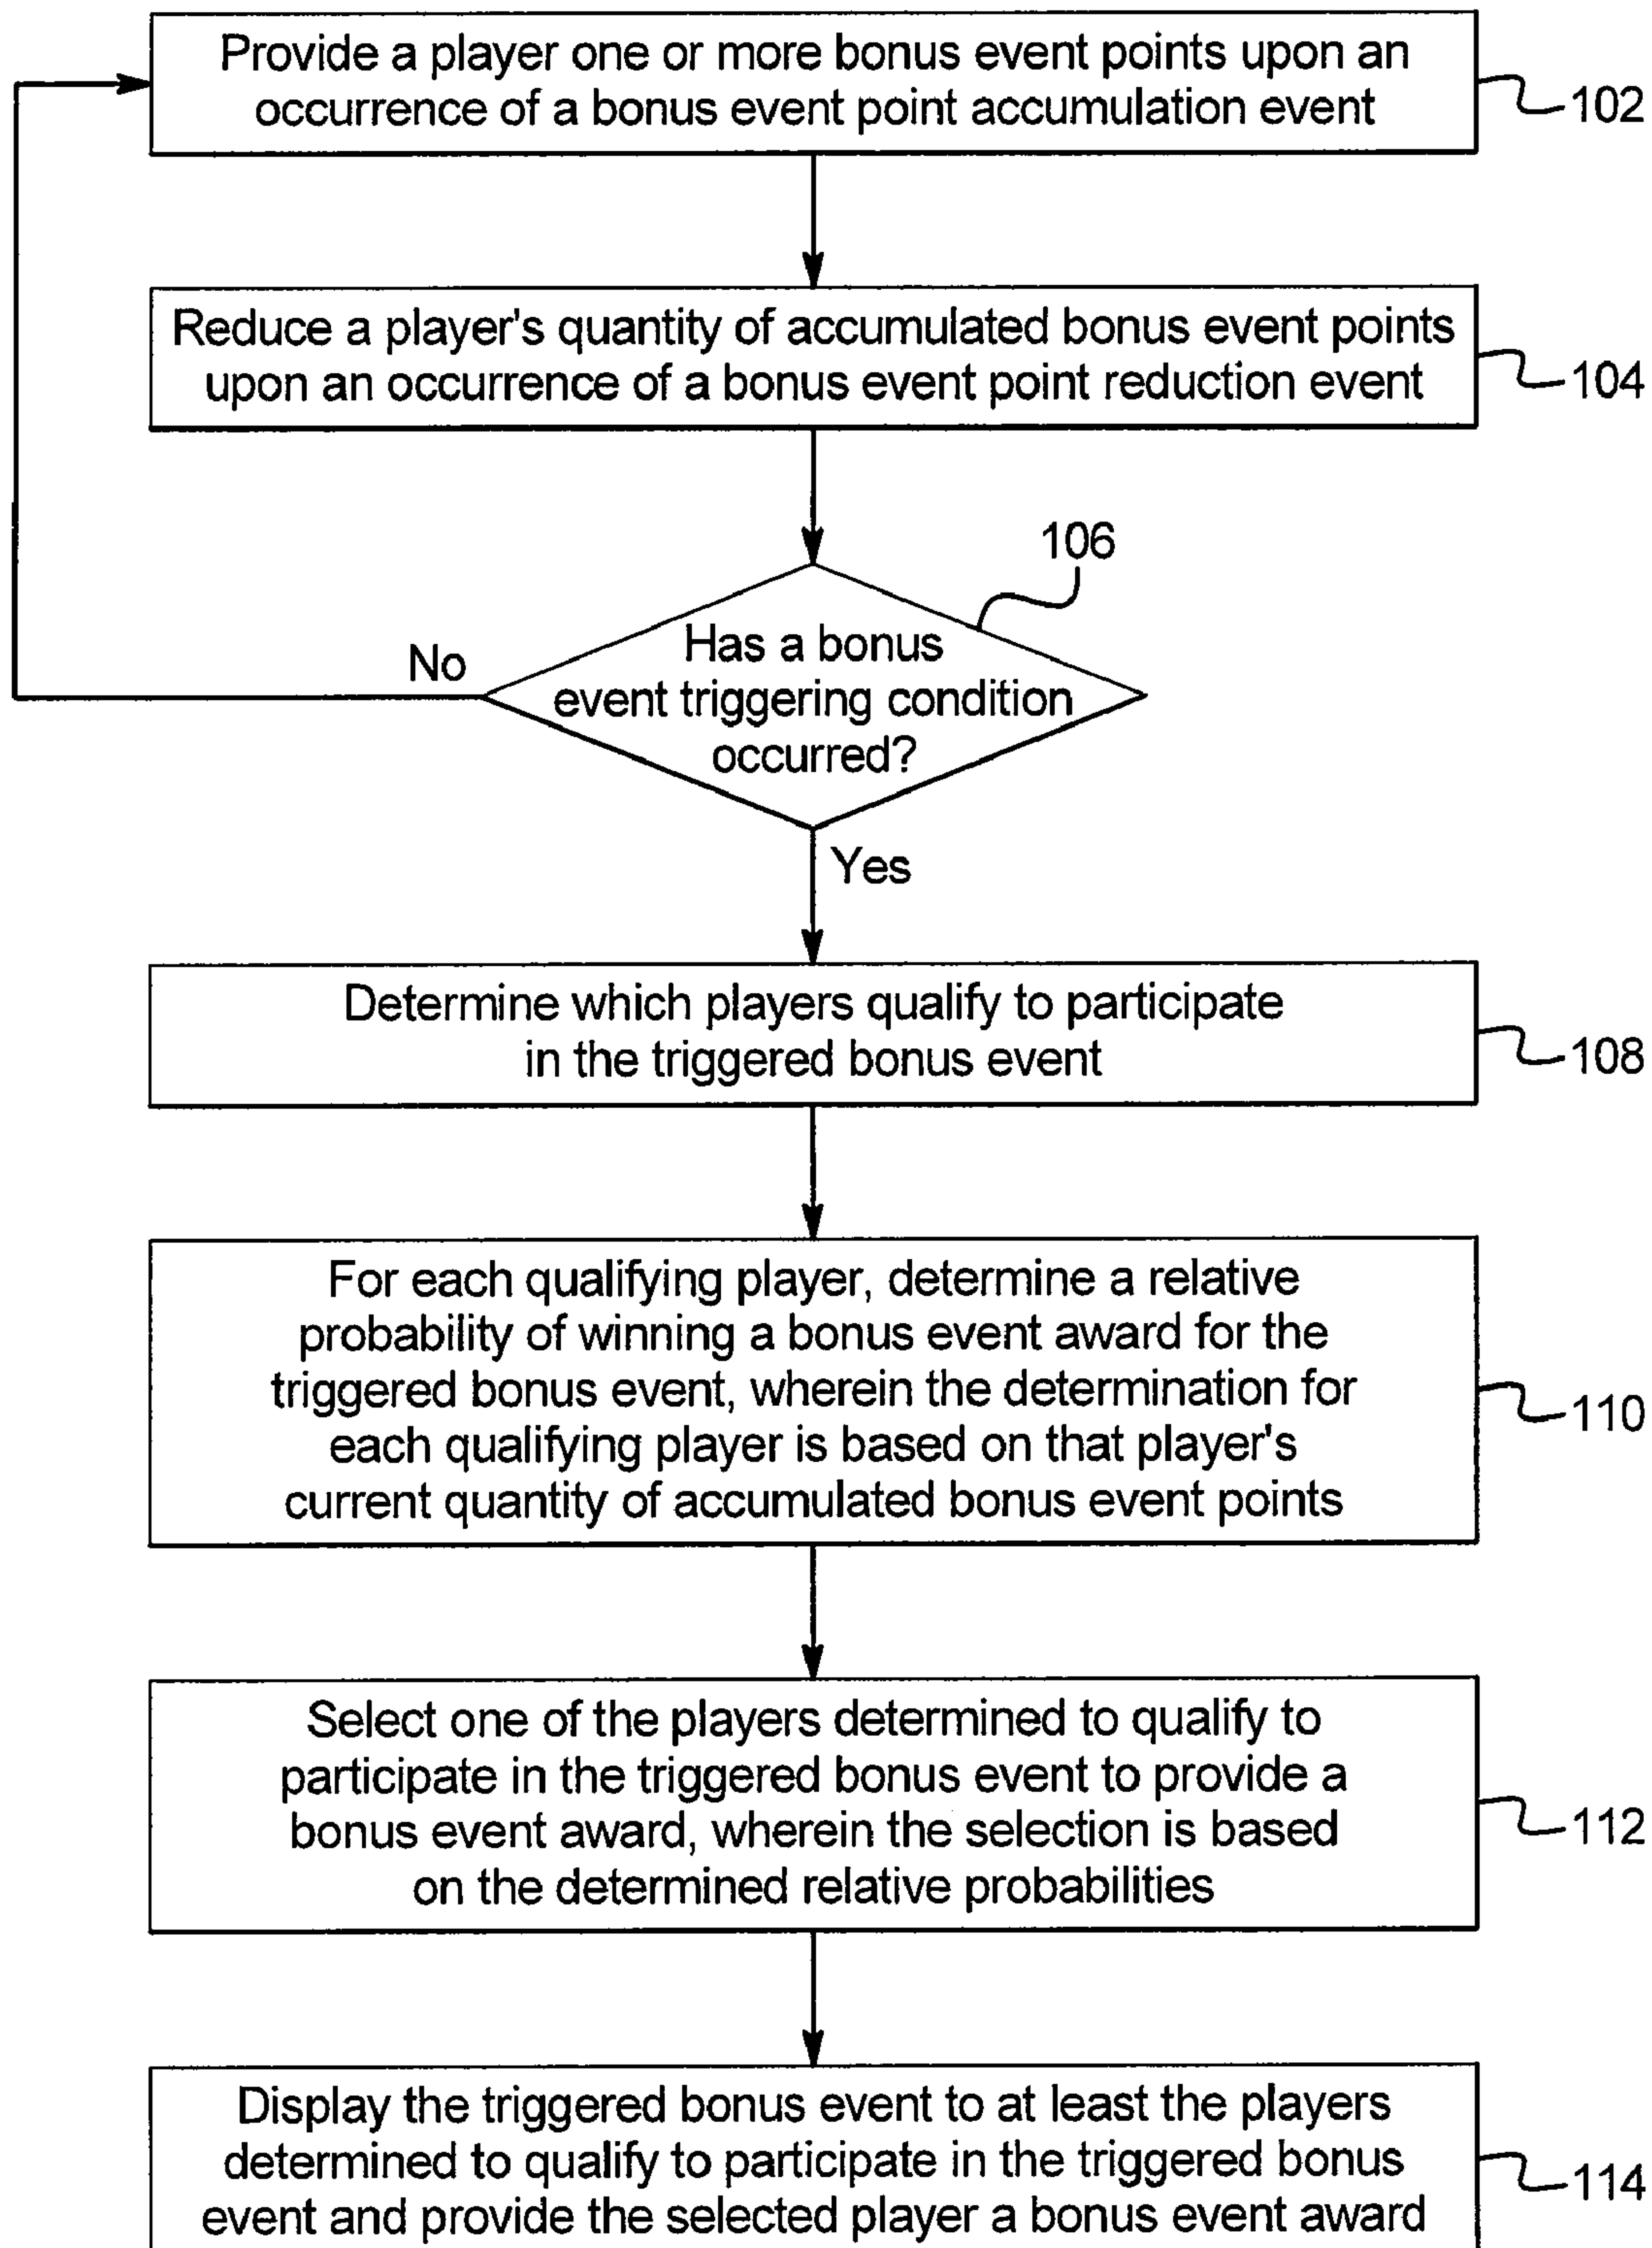 Provide a player one or more bonus event points upon an
occurrence of a bonus event point accumulation event
102
Reduce a player's quantity of accumulated bonus event points
upon an occurrence of a bonus event point reduction event
104
106
Has a bonus
event triggering condition
occurred?
No
Yes
Determine which players qualify to participate
in the triggered bonus event
108
For each qualifying player, determine a relative
probability of winning a bonus event award for the
triggered bonus event, wherein the determination for
each qualifying player is based on that player's
current quantity of accumulated bonus event points
110
Select one of the players determined to qualify to
participate in the triggered bonus event to provide a
bonus event award, wherein the selection is based
on the determined relative probabilities
112
Display the triggered bonus event to at least the players
determined to qualify to participate in the triggered bonus
event and provide the selected player a bonus event award
114